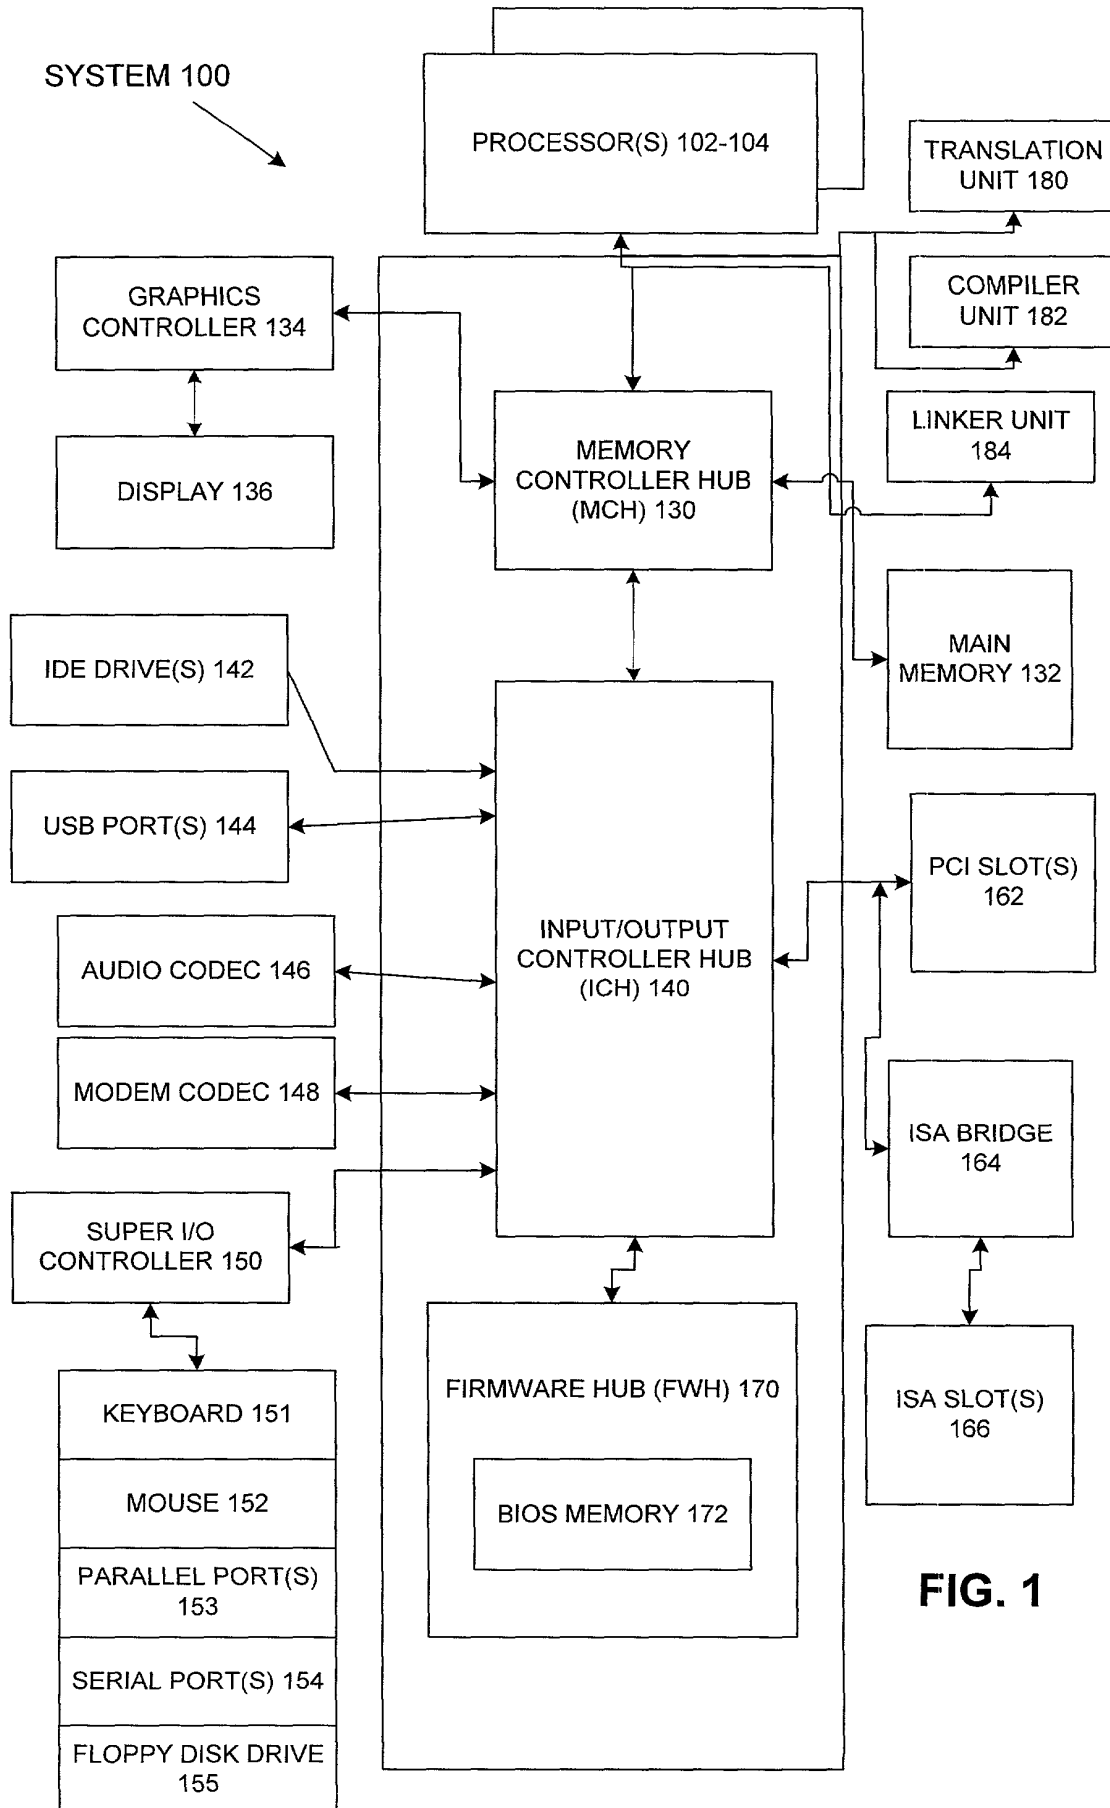 SYSTEM 100
PROCESSOR(S) 102-104
TRANSLATION
UNIT 180
COMPILER
UNIT 182
LINKER UNIT
184
GRAPHICS
CONTROLLER 134
DISPLAY 136
MEMORY
CONTROLLER HUB
(MCH) 130
MAIN
MEMORY 132
IDE DRIVE(S) 142
USB PORT(S) 144
AUDIO CODEC 146
MODEM CODEC 148
SUPER I/O
CONTROLLER 150
INPUT/OUTPUT
CONTROLLER HUB
(ICH) 140
PCI SLOT(S)
162
ISA BRIDGE
164
ISA SLOT(S)
166
FIRMWARE HUB (FWH) 170
BIOS MEMORY 172
KEYBOARD 151
MOUSE 152
PARALLEL PORT(S)
153
SERIAL PORT(S) 154
FLOPPY DISK DRIVE
155
FIG. 1